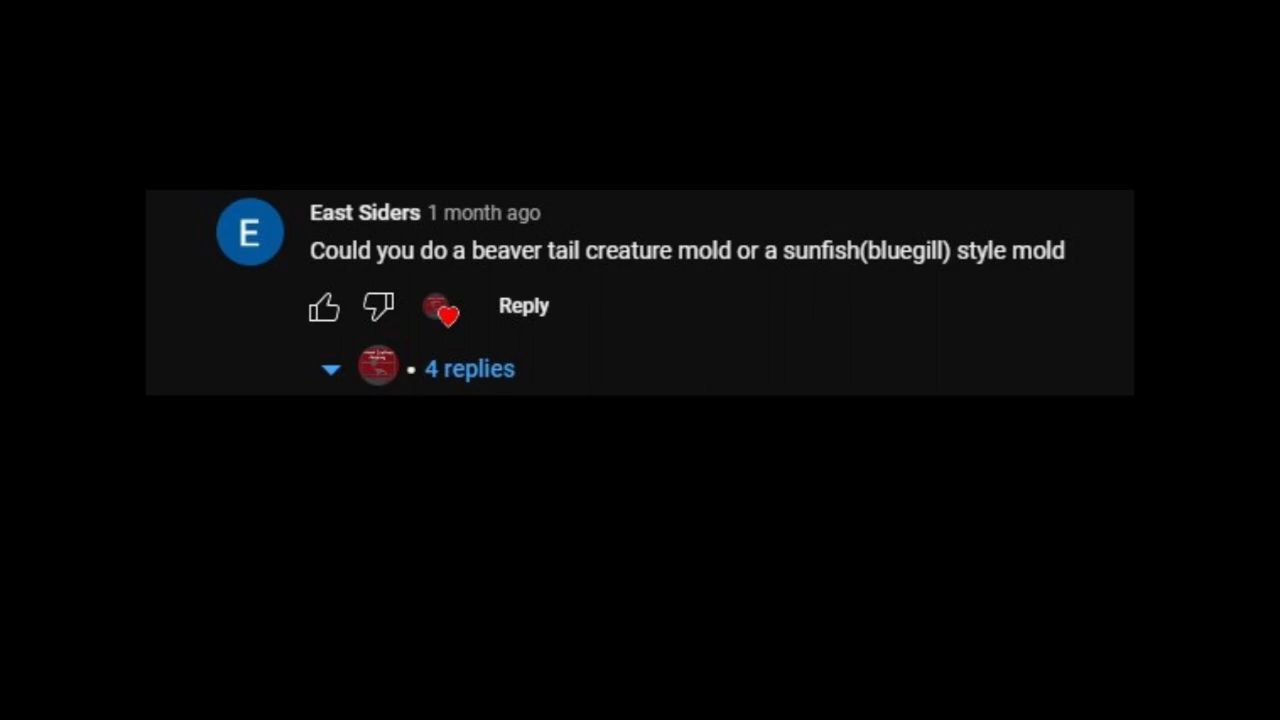 E
East Siders 1 month ago
Could you do a beaver tail creature mold or a sunfish(bluegill) style mold
Reply
• 4 replies